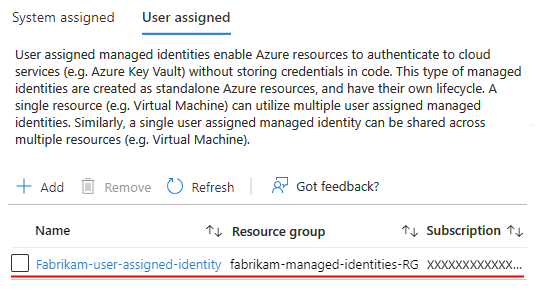 System assigned User assigned
User assigned managed identities enable Azure resources to authenticate to cloud
services (e.g. Azure Key Vault) without storing credentials in code. This type of managed
identities are created as standalone Azure resources, and have their own lifecycle. A
single resource (e.g. Virtual Machine) can utilize multiple user assigned managed
identities. Similarly, a single user assigned managed identity can be shared across
multiple resources (e.g. Virtual Machine).
Add Remove Refresh Got feedback?
Name Resource group Subscription
Fabrikam-user-assigned-identity fabrikam-managed-identities-RG XXXXXXXXXXXX...